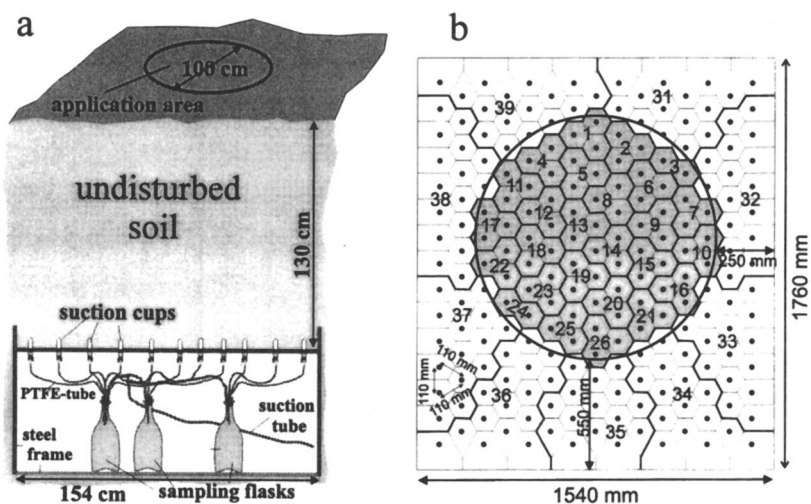 a
100 cm
application area
undisturbed
soil
130 cm
suction cups
PTFE-tube
suction
tube
steel
frame
154 cm
sampling flasks
b
39
31
1
2
4
3
5
6
11
38
8
32
12
7
17
13
9
14
10
18
15
250 mm
22
19
16
23
20
37
24
21
25
26
33
110 mm
110 mm
110 mm
36
34
550 mm
35
1540 mm
1760 mm